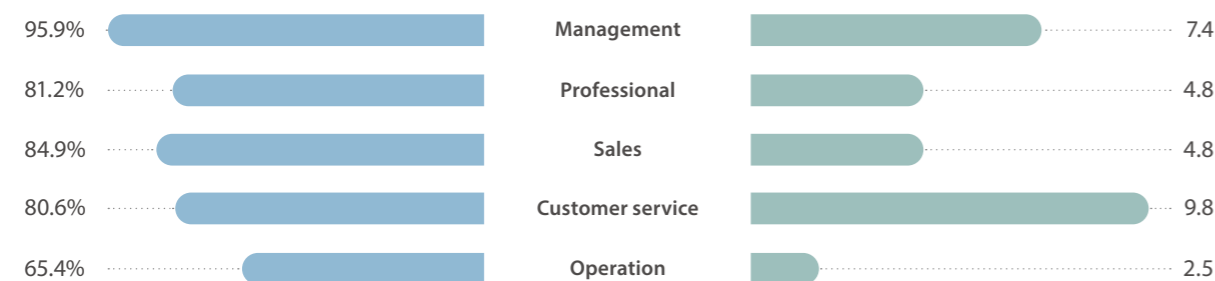 95.9% Management 7.4
81.2% Professional 4.8
84.9% Sales 4.8
80.6% Customer service 9.8
65.4% Operation 2.5